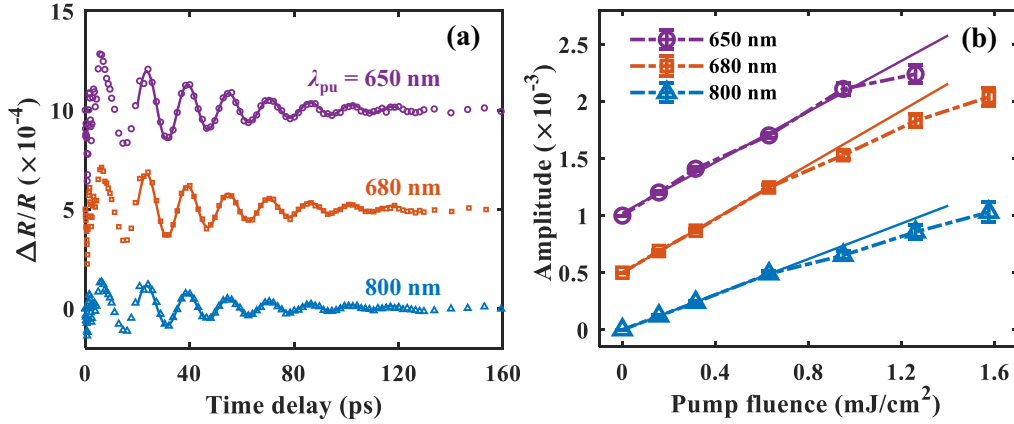 (a)
λpu = 650 nm
680 nm
800 nm
15
10
5
0
ΔR/R (× 10⁻⁴)
0
40
80
120
160
Time delay (ps)
(b)
650 nm
680 nm
800 nm
2.5
2
1.5
1
0.5
0
Amplitude (× 10⁻³)
0
0.4
0.8
1.2
1.6
Pump fluence (mJ/cm²)